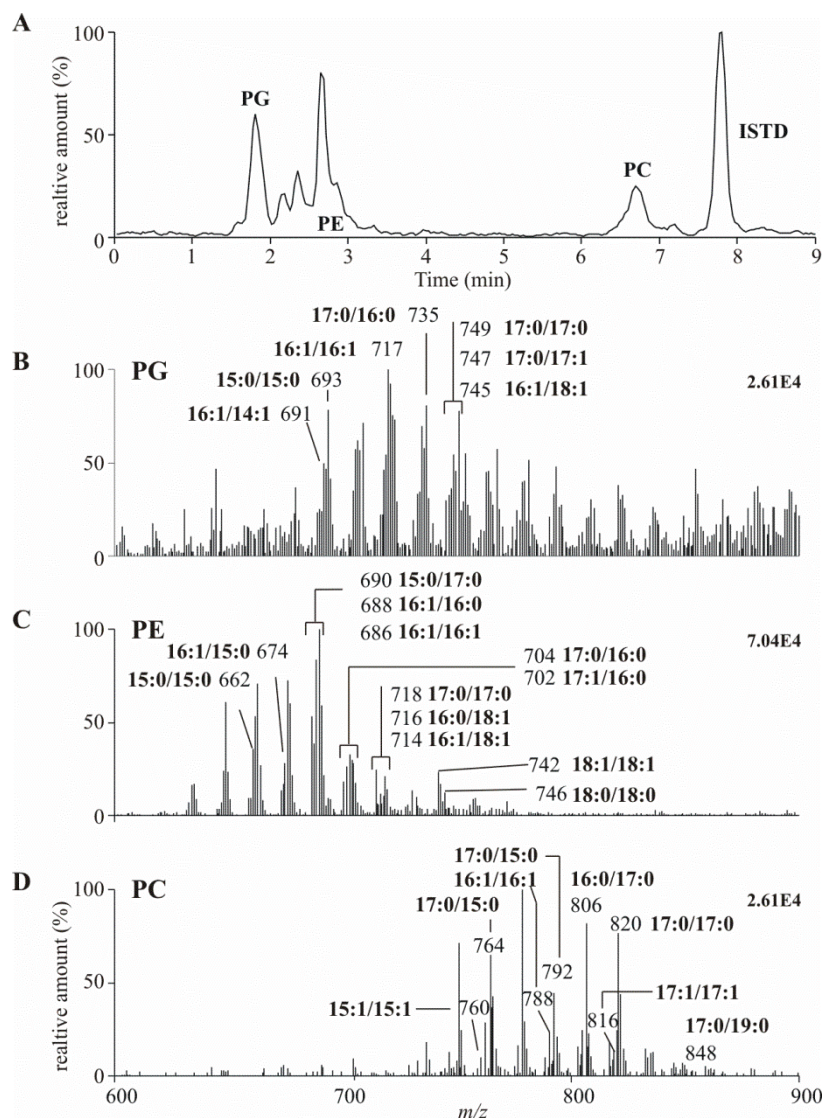 A
realtive amount (%)
100
50
0
PG
PE
PC
ISTD
0 1 2 3 4 5 6 7 8 9
Time (min)
B
PG
100
50
0
17:0/16:0 735
16:1/16:1 717
15:0/15:0 693
16:1/14:1 691
749 17:0/17:0
747 17:0/17:1
745 16:1/18:1
2.61E4
C
PE
100
50
0
690 15:0/17:0
688 16:1/16:0
686 16:1/16:1
16:1/15:0 674
15:0/15:0 662
704 17:0/16:0
702 17:1/16:0
718 17:0/17:0
716 16:0/18:1
714 16:1/18:1
742 18:1/18:1
746 18:0/18:0
7.04E4
D
PC
realtive amount (%)
100
50
0
17:0/15:0
16:1/16:1
17:0/15:0
764
15:1/15:1
760
788
792
16:0/17:0
806
820 17:0/17:0
17:1/17:1
816
17:0/19:0
848
2.61E4
600 700 800 900
m/z